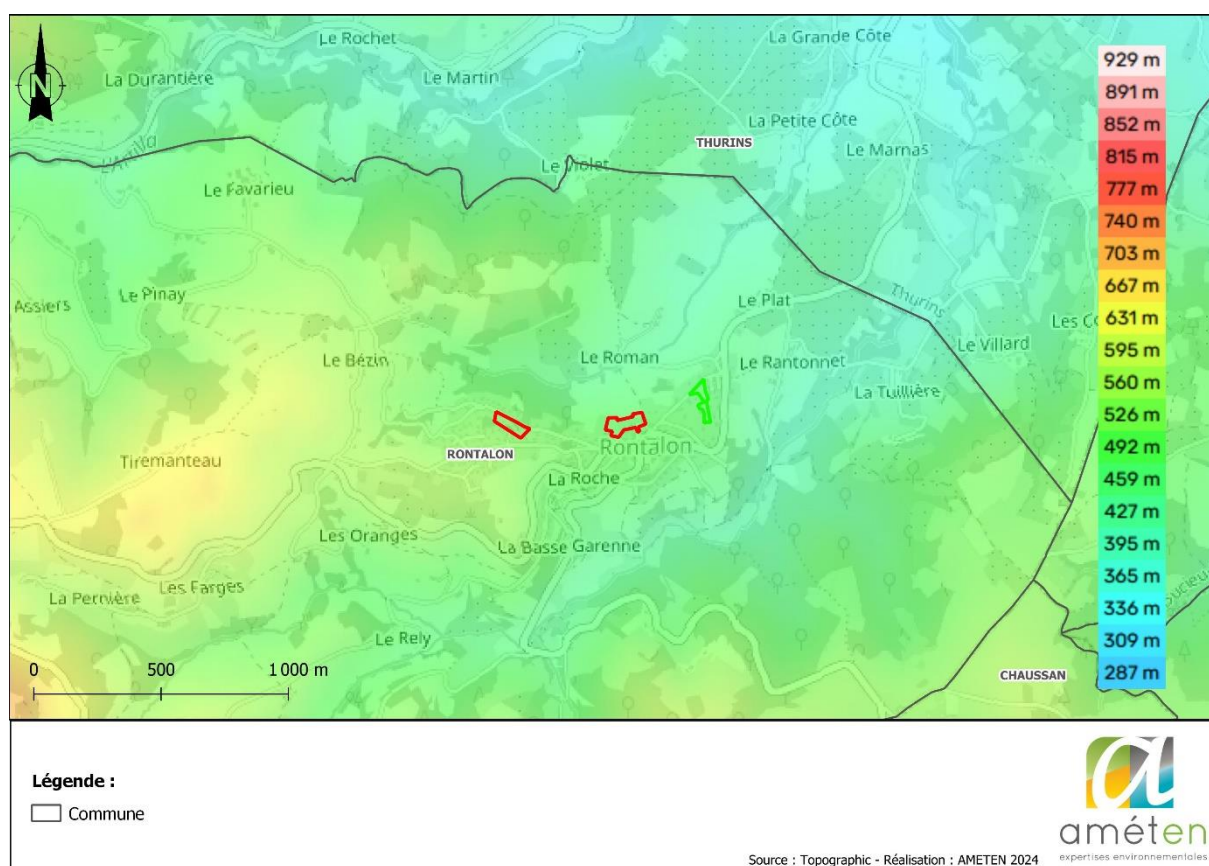 Le Rochet
La Grande Côte
La Durantière
Le Martin
N
La Petite Côte
THURINS
Le Marnas
L'Artilla
Le Violet
Le Favarieu
Le Pinay
Assiers
Le Plat
Thurins
Les Co
Le Bézin
Le Roman
Le Rantonnet
Le Villard
La Tuillière
Tiremanteau
RONTALON
Rontalon
La Roche
Les Oranges
La Basse Garenne
Les Farges
La Pernière
Le Rely
CHAUSSAN
0 500 1 000 m
929 m
891 m
852 m
815 m
777 m
740 m
703 m
667 m
631 m
595 m
560 m
526 m
492 m
459 m
427 m
395 m
365 m
336 m
309 m
287 m
Légende :
Commune
a
améten
expertises environnementales
Source : Topographic - Réalisation : AMETEN 2024